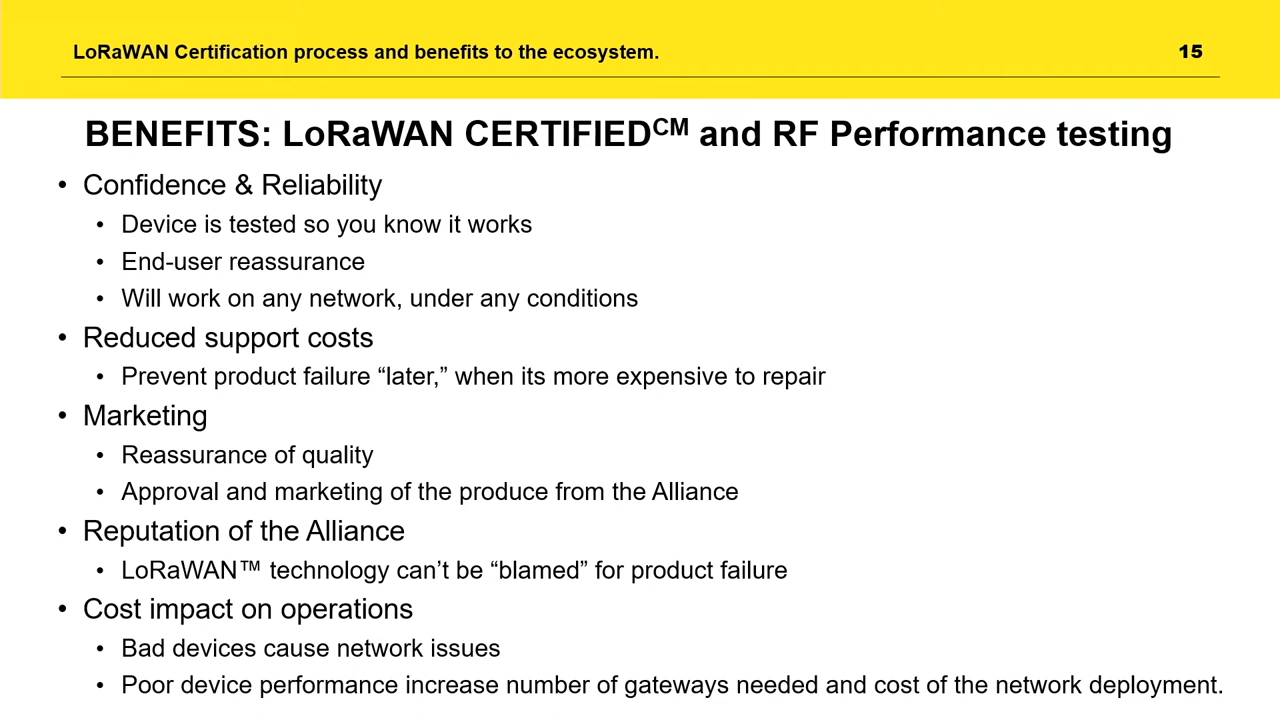 LoRaWAN Certification process and benefits to the ecosystem.
15
BENEFITS: LoRaWAN CERTIFIEDCM and RF Performance testing
• Confidence & Reliability
• Device is tested so you know it works
• End-user reassurance
• Will work on any network, under any conditions
• Reduced support costs
• Prevent product failure “later,” when its more expensive to repair
• Marketing
• Reassurance of quality
• Approval and marketing of the produce from the Alliance
• Reputation of the Alliance
• LoRaWAN™ technology can’t be “blamed” for product failure
• Cost impact on operations
• Bad devices cause network issues
• Poor device performance increase number of gateways needed and cost of the network deployment.